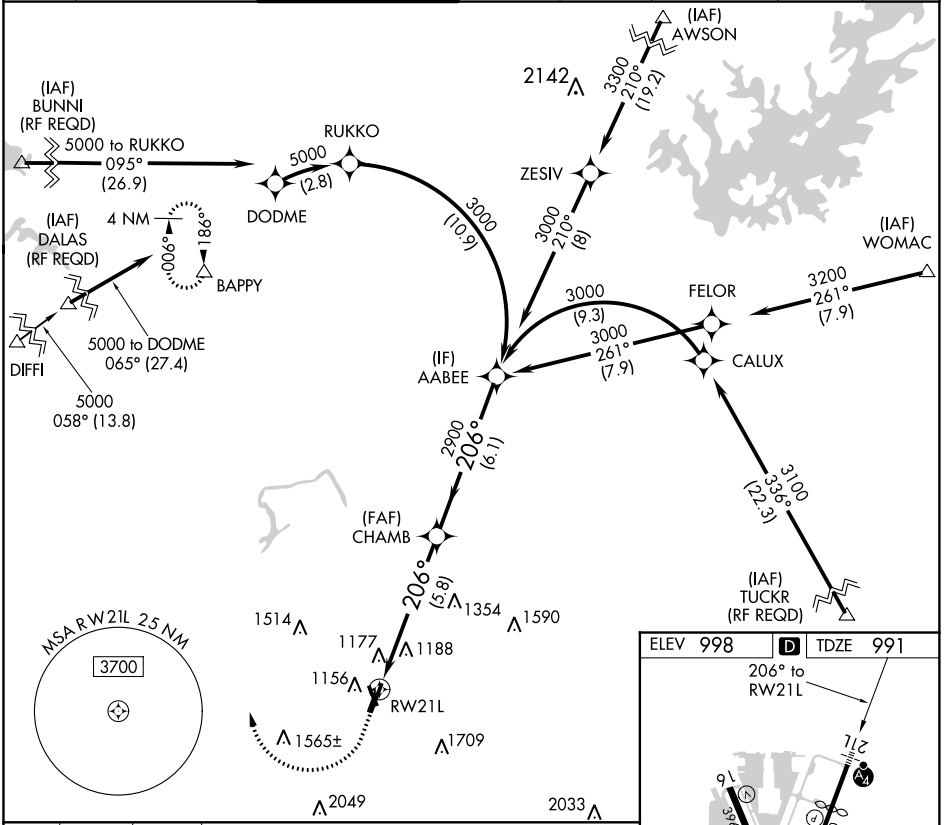 (IAF)
AWSON
2142
3300
210°
(19.2)
(IAF)
BUNNI
(RF REQD)
5000 to RUKKO
095°
(26.9)
RUKKO
5000
(2.8)
DODME
ZESIV
3000
(10.9)
3000
210°
(8)
(IAF)
DALAS
(RF REQD)
4 NM
006°
186°
BAPPY
(IAF)
WOMAC
3200
261°
(7.9)
FELOR
3000
(9.3)
3000
261°
(7.9)
CALUX
DIFFI
5000 to DODME
065° (27.4)
5000
058° (13.8)
(IF)
AABEE
2900
206°
(6.1)
3100
336°
(22.3)
(FAF)
CHAMB
206°
(5.8)
(IAF)
TUCKR
(RF REQD)
1514
1354
1590
1177
1188
1156
RW21L
MSA RW21L 25 NM
3700
1565±
1709
2049
2033
ELEV 998
D
TDZE 991
206° to
RW21L
21L
A4
16
V
P